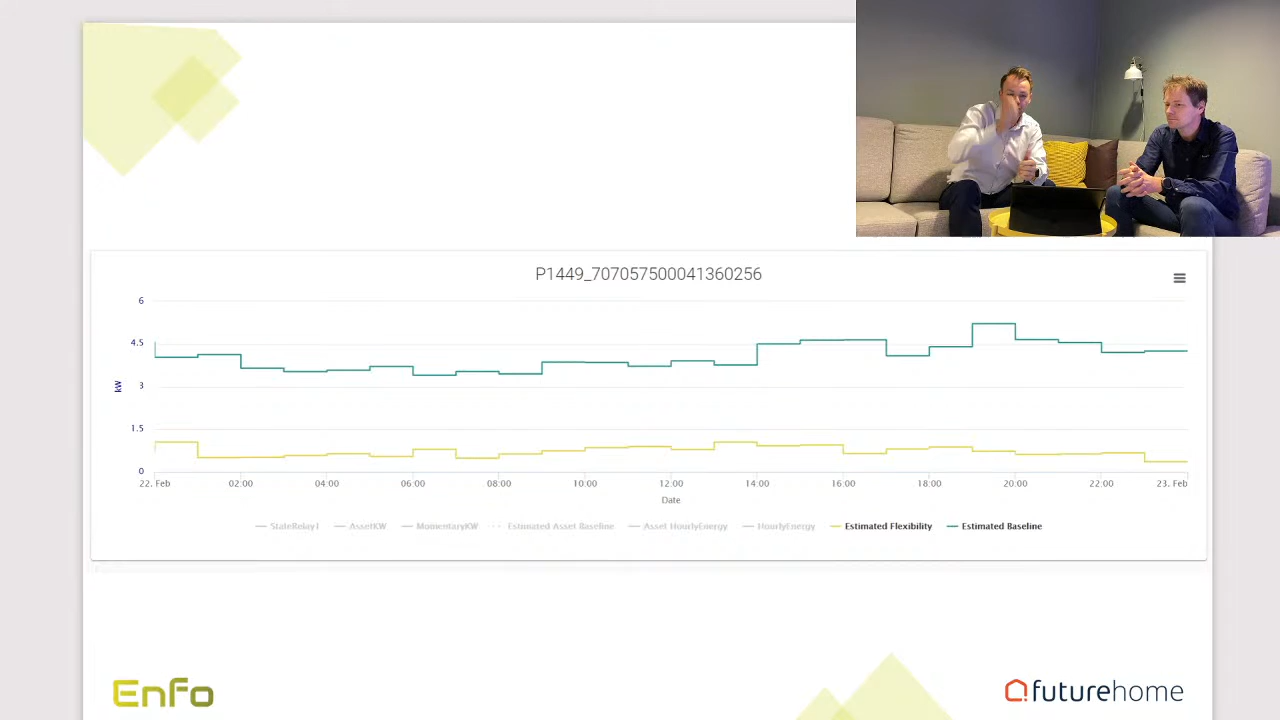 P1449_707057500041360256
6
4.5
3
1.5
0
kW
22. Feb 02:00 04:00 06:00 08:00 10:00 12:00 14:00 16:00 18:00 20:00 22:00 23. Feb
Date
StateRelay1 AssetKW MomentaryKW Estimated Asset Baseline Asset HourlyEnergy HourlyEnergy Estimated Flexibility Estimated Baseline
EnFo
futurehome